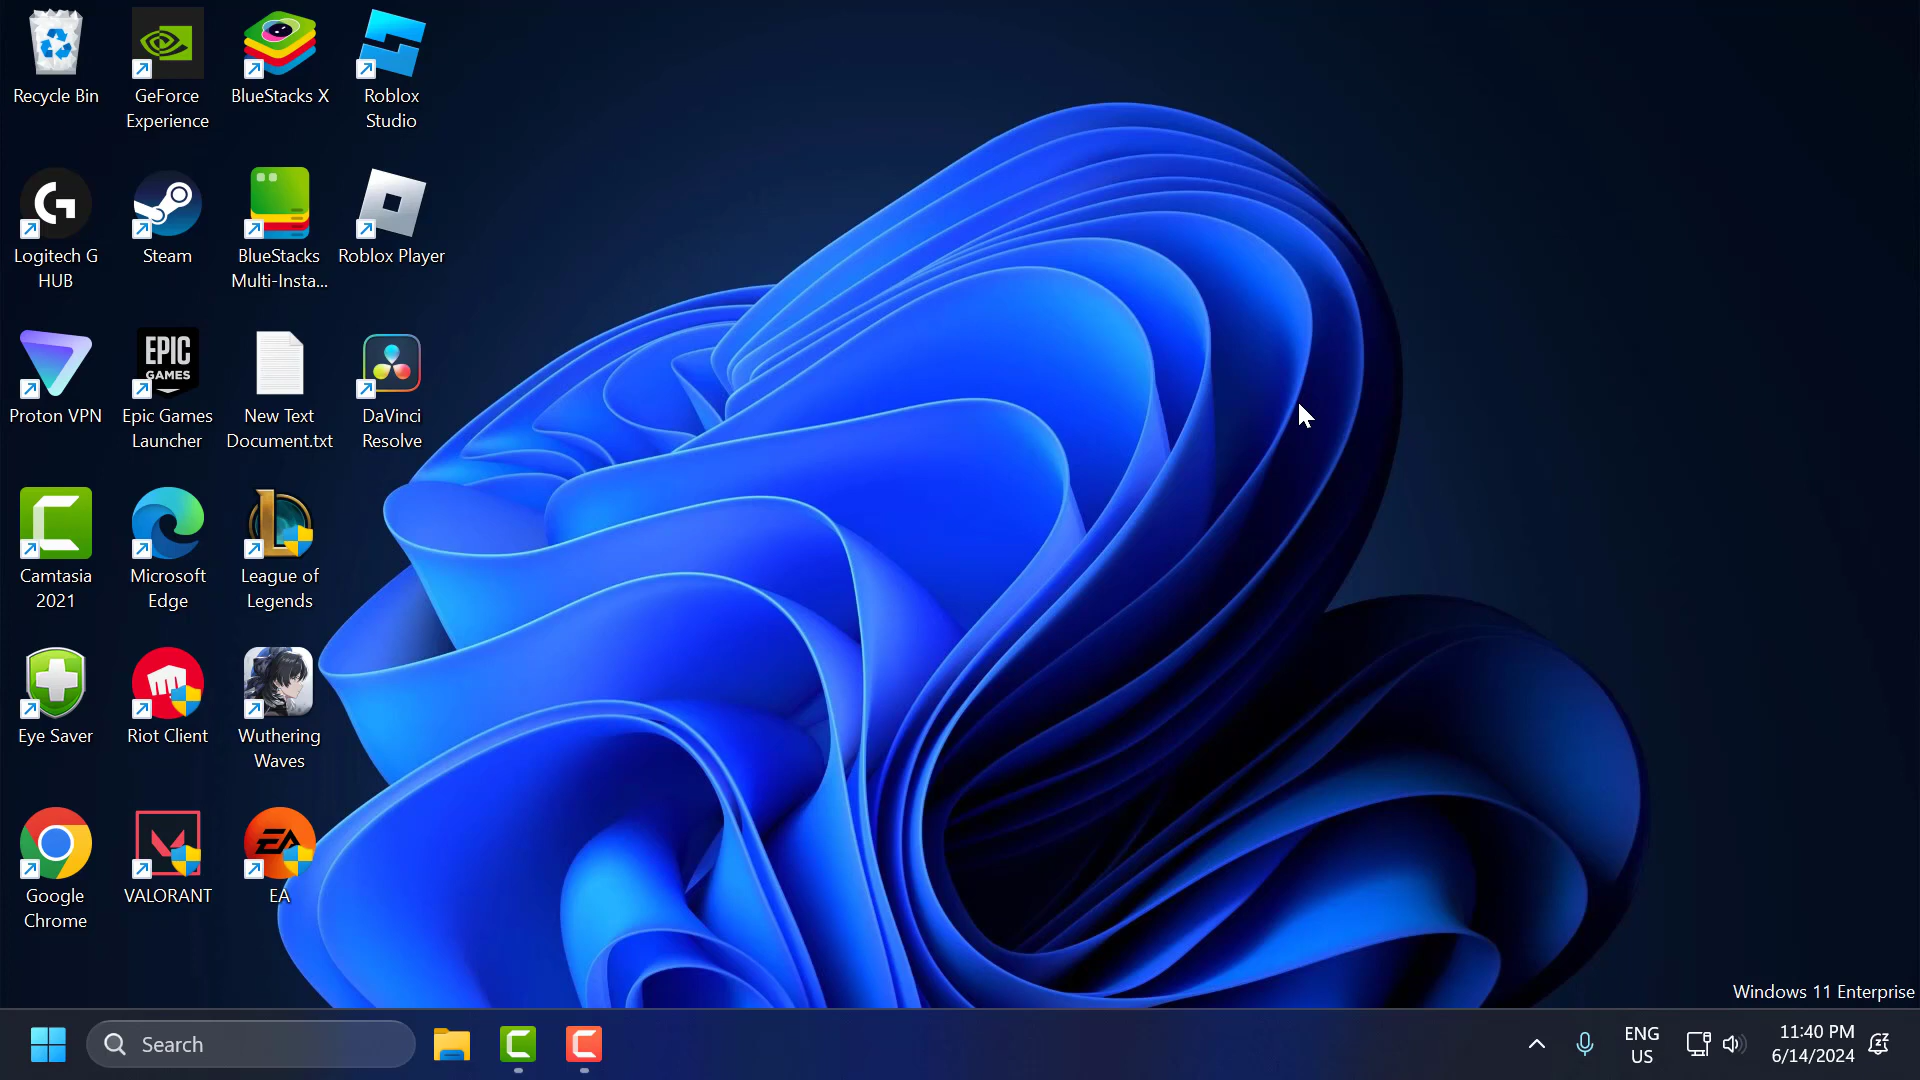 Recycle Bin
GeForce
Experience
BlueStacks X
Roblox
Studio
Logitech G
HUB
Steam
BlueStacks
Multi-Insta...
Roblox Player
Proton VPN
EPIC
GAMES
Epic Games
Launcher
New Text
Document.txt
DaVinci
Resolve
Camtasia
2021
Microsoft
Edge
League of
Legends
Eye Saver
Riot Client
Wuthering
Waves
Google
Chrome
VALORANT
EA
EA
Windows 11 Enterprise
Search
ENG
US
11:40 PM
6/14/2024